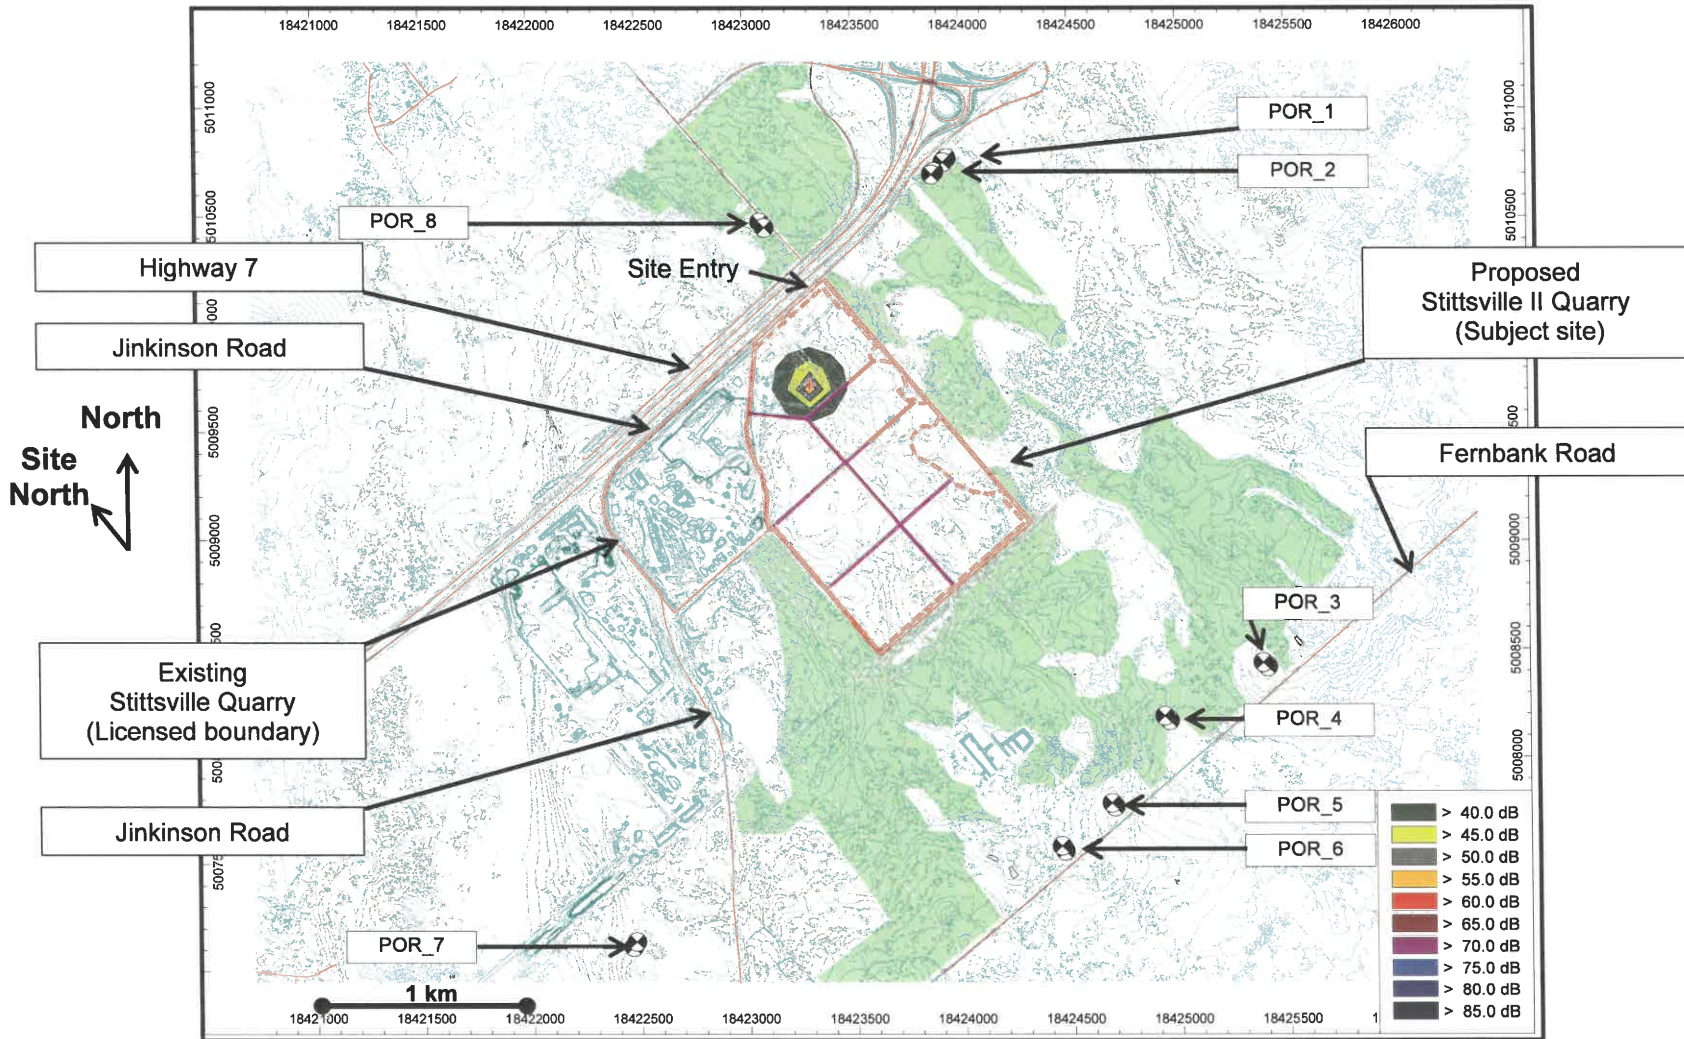 18421000 18421500 18422000 18422500 18423000 18423500 18424000 18424500 18425000 18425500 18426000
5011000
5011000
POR_1
POR_2
5010500
5010500
POR_8
Highway 7
Site Entry
Proposed
Stittsville II Quarry
(Subject site)
Jinkinson Road
North
Site
North
5009500
Fernbank Road
5009000
5009000
POR_3
5008500
Existing
Stittsville Quarry
(Licensed boundary)
POR_4
5008000
Jinkinson Road
POR_5
POR_6
POR_7
> 40.0 dB
> 45.0 dB
> 50.0 dB
> 55.0 dB
> 60.0 dB
> 65.0 dB
> 70.0 dB
> 75.0 dB
> 80.0 dB
> 85.0 dB
1 km
18421000 18421500 18422000 18422500 18423000 18423500 18424000 18424500 18425000 18425500